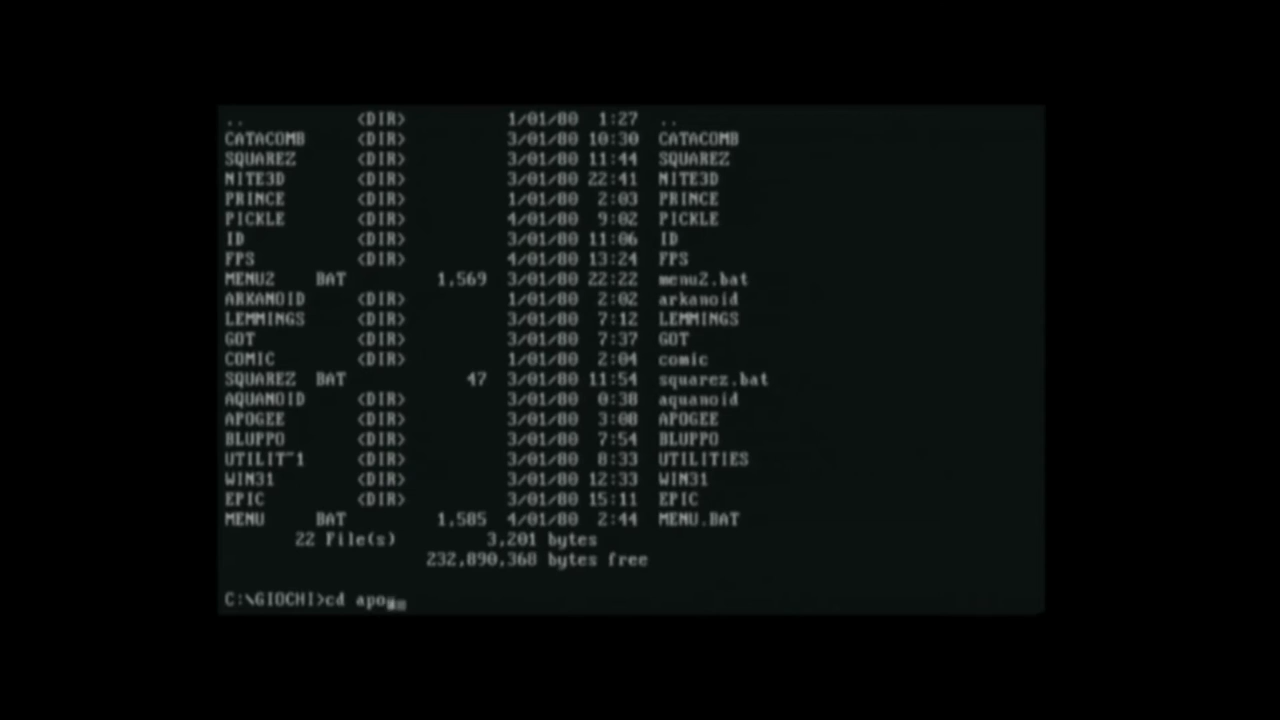 .. <DIR> 1/01/80 1:27 ..
CATACOMB <DIR> 3/01/80 10:30 CATACOMB
SQUAREZ <DIR> 3/01/80 11:44 SQUAREZ
NITE3D <DIR> 3/01/80 22:41 NITE3D
PRINCE <DIR> 1/01/80 2:03 PRINCE
PICKLE <DIR> 4/01/80 9:02 PICKLE
ID <DIR> 3/01/80 11:06 ID
FPS <DIR> 4/01/80 13:24 FPS
MENU2 BAT 1,569 3/01/80 22:22 menu2.bat
ARKANOID <DIR> 1/01/80 2:02 arkanoid
LEMMINGS <DIR> 3/01/80 7:12 LEMMINGS
GOT <DIR> 3/01/80 7:37 GOT
COMIC <DIR> 1/01/80 2:04 comic
SQUAREZ BAT 47 3/01/80 11:54 squarez.bat
AQUANOID <DIR> 3/01/80 0:38 aquanoid
APOGEE <DIR> 3/01/80 3:08 APOGEE
BLUPPO <DIR> 3/01/80 7:54 BLUPPO
UTILIT~1 <DIR> 3/01/80 8:33 UTILITIES
WIN31 <DIR> 3/01/80 12:33 WIN31
EPIC <DIR> 3/01/80 15:11 EPIC
MENU BAT 1,585 4/01/80 2:44 MENU.BAT
22 File(s) 3,201 bytes
232,890,368 bytes free
C:\GIOCHI>cd apog